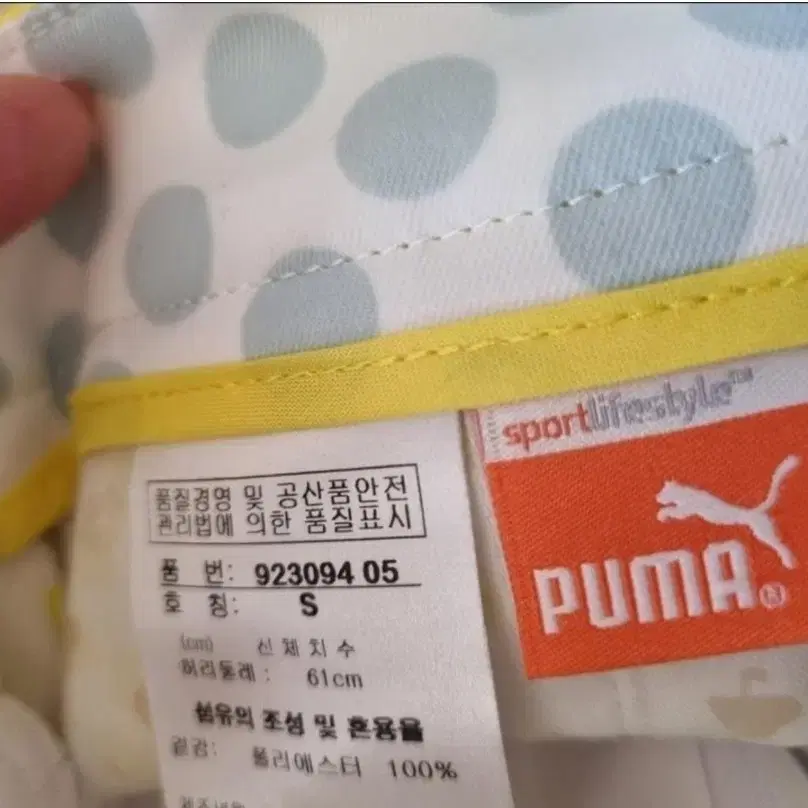 품질경영 및 공산품안전
관리법에 의한 품질표시
품 번: 923094 05
호 칭: S
(cm) 신체치수
허리둘레: 61cm
섬유의 조성 및 혼용율
겉감: 폴리에스터 100%
sportlifestyle™
PUMA®